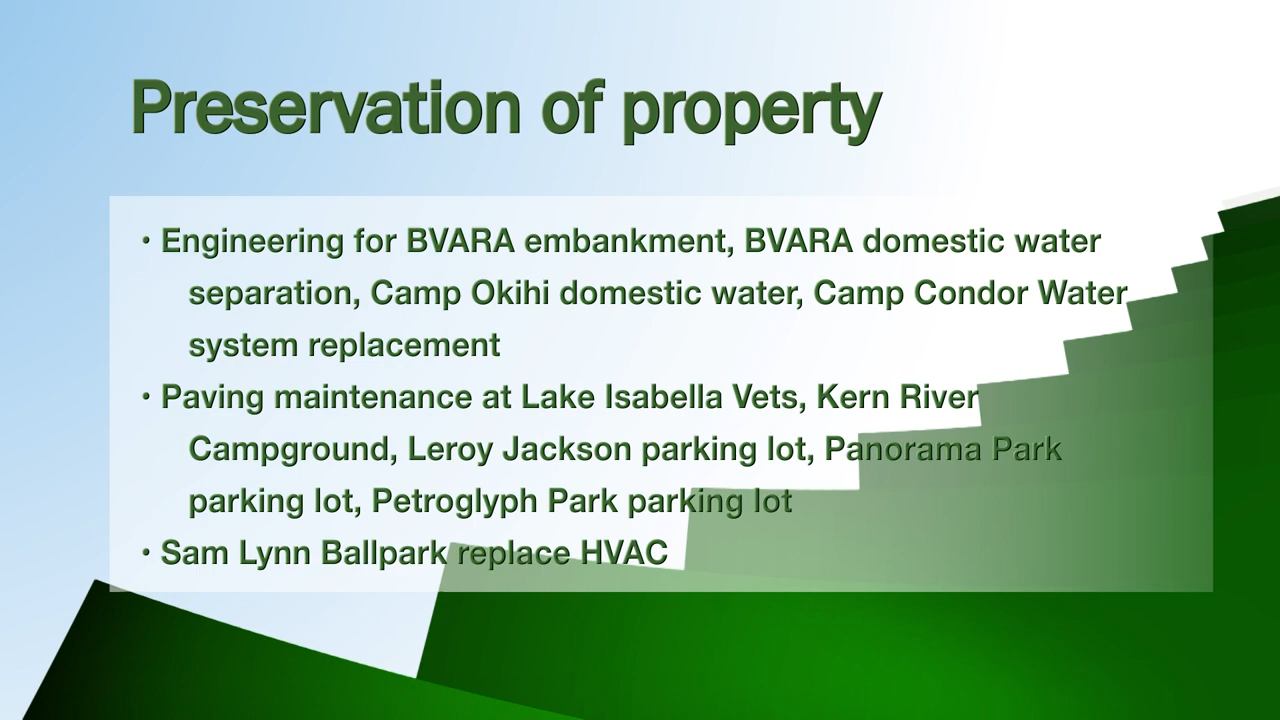 Preservation of property
• Engineering for BVARA embankment, BVARA domestic water
separation, Camp Okihi domestic water, Camp Condor Water
system replacement
• Paving maintenance at Lake Isabella Vets, Kern River
Campground, Leroy Jackson parking lot, Panorama Park
parking lot, Petroglyph Park parking lot
• Sam Lynn Ballpark replace HVAC